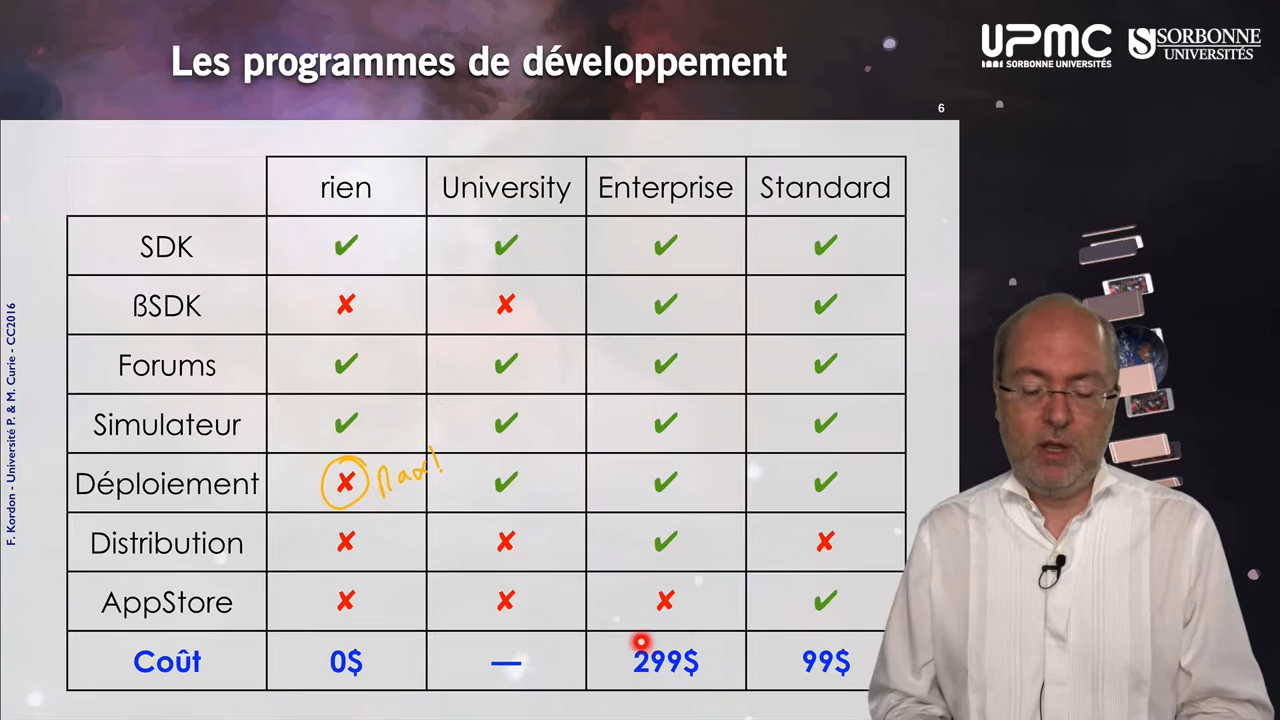 Les programmes de développement
UPMC
SORBONNE UNIVERSITÉS
SORBONNE
UNIVERSITÉS
6
rien University Enterprise Standard
SDK ✔ ✔ ✔ ✔
ßSDK ✘ ✘ ✔ ✔
Forums ✔ ✔ ✔ ✔
Simulateur ✔ ✔ ✔ ✔
Déploiement ✘ ✔ ✔ ✔
Distribution ✘ ✘ ✔ ✘
AppStore ✘ ✘ ✘ ✔
Coût 0$ — 299$ 99$
F. Kordon - Université P. & M. Curie - CC2016